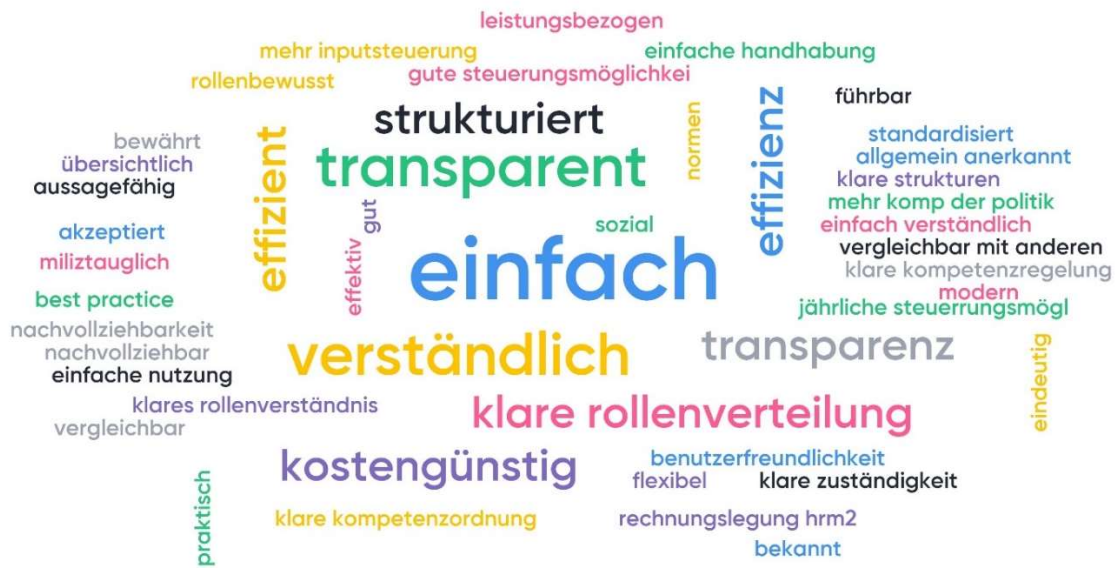 leistungsbezogen
mehr inputsteuerung
einfache handhabung
rollenbewusst
gute steuerungsmöglichkei
führbar
strukturiert
normen
effizienz
bewährt
effizient
transparent
standardisiert
übersichtlich
allgemein anerkannt
aussagefähig
klare strukturen
gut
mehr komp der politik
akzeptiert
sozial
einfach verständlich
miliztauglich
effektiv
einfach
vergleichbar mit anderen
klare kompetenzregelung
best practice
modern
jährliche steuerrungsmögl
nachvollziehbarkeit
nachvollziehbar
verständlich
transparenz
einfache nutzung
eindeutig
klares rollenverständnis
klare rollenverteilung
vergleichbar
kostengünstig
benutzerfreundlichkeit
flexibel
klare zuständigkeit
praktisch
klare kompetenzordnung
rechnungslegung hrm2
bekannt